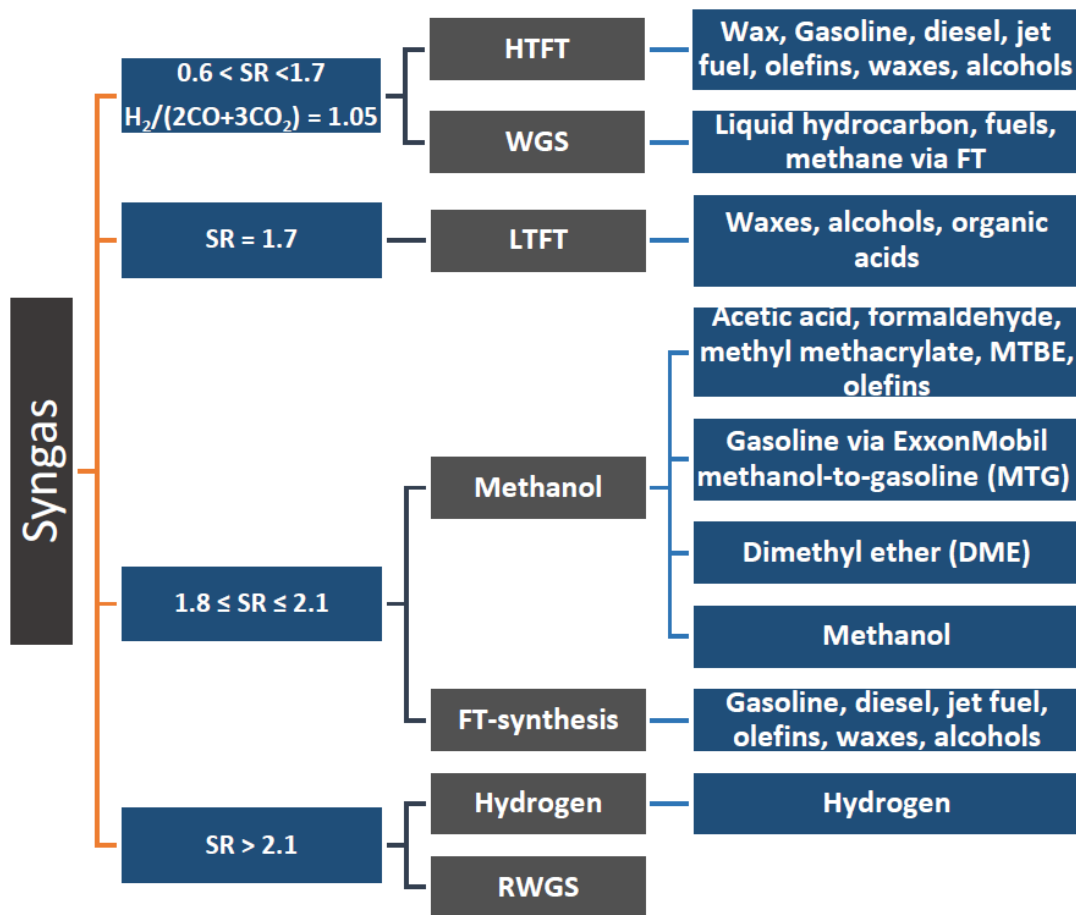 Syngas
0.6 < SR <1.7
H₂/(2CO+3CO₂) = 1.05
HTFT
Wax, Gasoline, diesel, jet
fuel, olefins, waxes, alcohols
WGS
Liquid hydrocarbon, fuels,
methane via FT
SR = 1.7
LTFT
Waxes, alcohols, organic
acids
1.8 ≤ SR ≤ 2.1
Methanol
Acetic acid, formaldehyde,
methyl methacrylate, MTBE,
olefins
Gasoline via ExxonMobil
methanol-to-gasoline (MTG)
Dimethyl ether (DME)
Methanol
FT-synthesis
Gasoline, diesel, jet fuel,
olefins, waxes, alcohols
SR > 2.1
Hydrogen
Hydrogen
RWGS